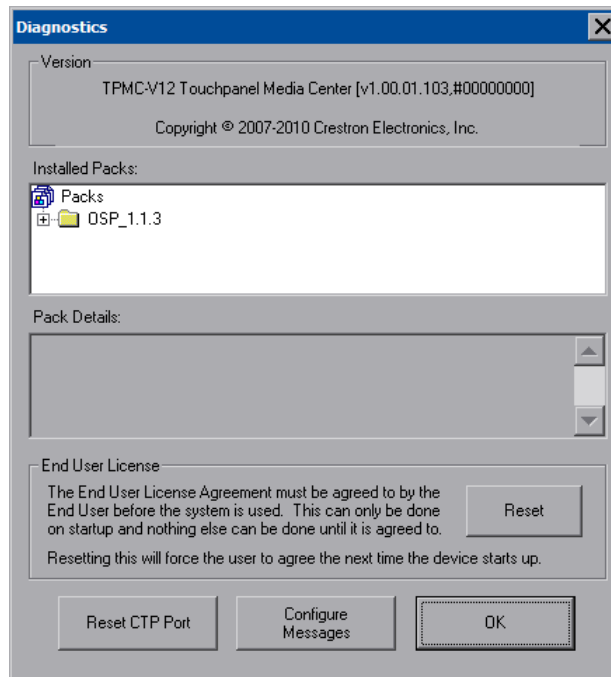 Diagnostics
Version
TPMC-V12 Touchpanel Media Center [v1.00.01.103,#00000000]
Copyright © 2007-2010 Crestron Electronics, Inc.
Installed Packs:
Packs
OSP_1.1.3
Pack Details:
End User License
The End User License Agreement must be agreed to by the
End User before the system is used.  This can only be done
on startup and nothing else can be done until it is agreed to.
Reset
Resetting this will force the user to agree the next time the device starts up.
Reset CTP Port
Configure
Messages
OK